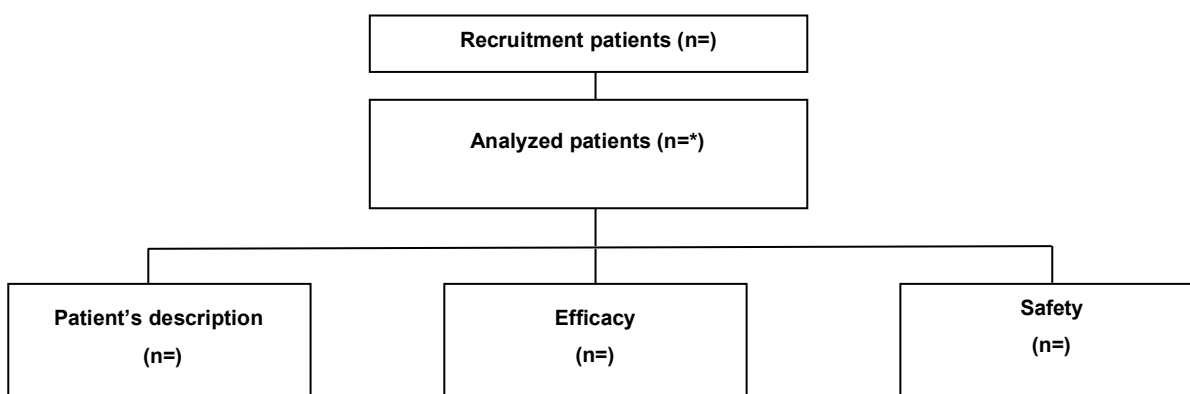 Recruitment patients (n=)
Analyzed patients (n=*)
Patient’s description
(n=)
Efficacy
(n=)
Safety
(n=)